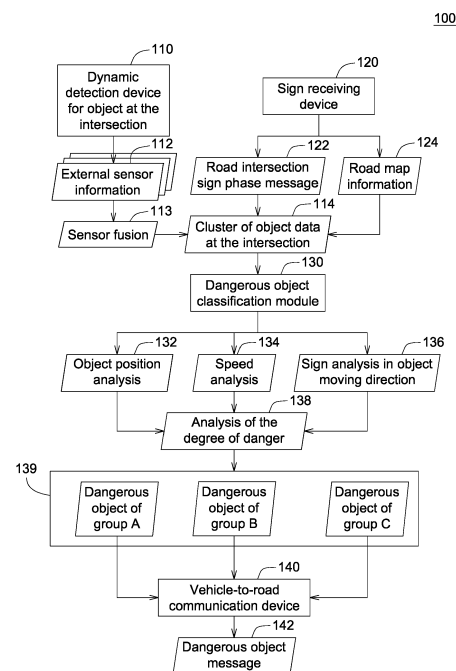 100
110
Dynamic
detection device
for object at the
intersection
120
Sign receiving
device
112
External sensor
information
122
Road intersection
sign phase message
124
Road map
information
113
Sensor fusion
114
Cluster of object data
at the intersection
130
Dangerous object
classification module
132
Object position
analysis
134
Speed
analysis
136
Sign analysis in object
moving direction
138
Analysis of the
degree of danger
139
Dangerous
object of
group A
Dangerous
object of
group B
Dangerous
object of
group C
140
Vehicle-to-road
communication device
142
Dangerous object
message